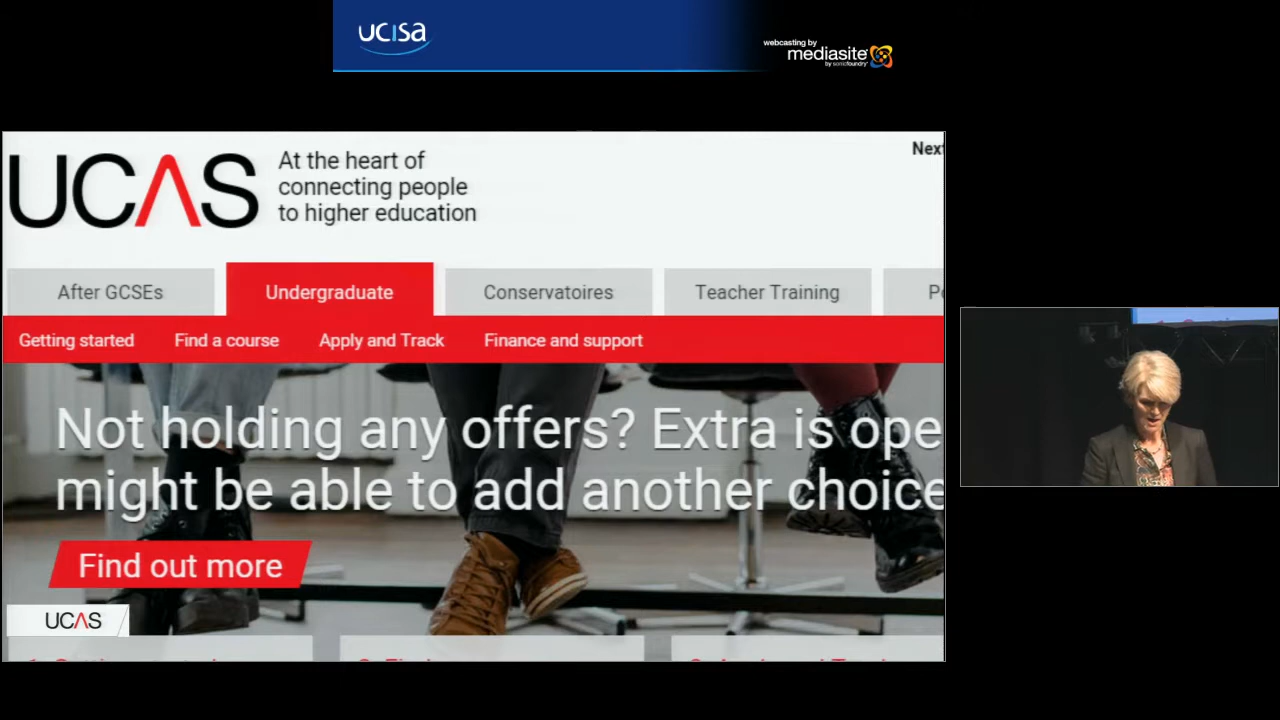 ucisa
webcasting by
mediasite
by sonicfoundry
UCAS
At the heart of
connecting people
to higher education
Next
After GCSEs
Undergraduate
Conservatoires
Teacher Training
Getting started
Find a course
Apply and Track
Finance and support
Not holding any offers? Extra is ope
might be able to add another choice
Find out more
UCAS